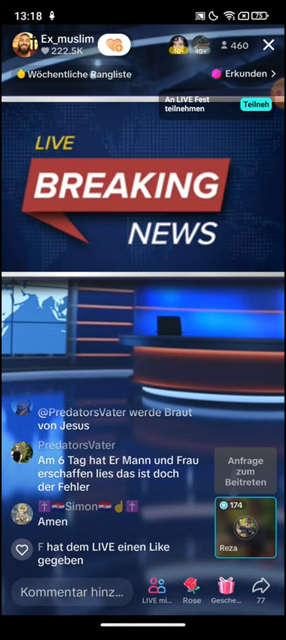 13:18
75
Ex_muslim
222.5K
40+
40+
460
Wöchentliche Rangliste
Erkunden >
An LIVE Fest
teilnehmen
Teilneh
LIVE
BREAKING
NEWS
@PredatorsVater werde Braut
von Jesus
PredatorsVater
Am 6 Tag hat Er Mann und Frau
erschaffen lies das ist doch
der Fehler
Anfrage
zum
Beitreten
✝️🇭🇷Simon🇭🇷☝️✝️
Amen
174
Reza
F hat dem LIVE einen Like
gegeben
Kommentar hinz...
LIVE mi...
Rose
Gesche...
77